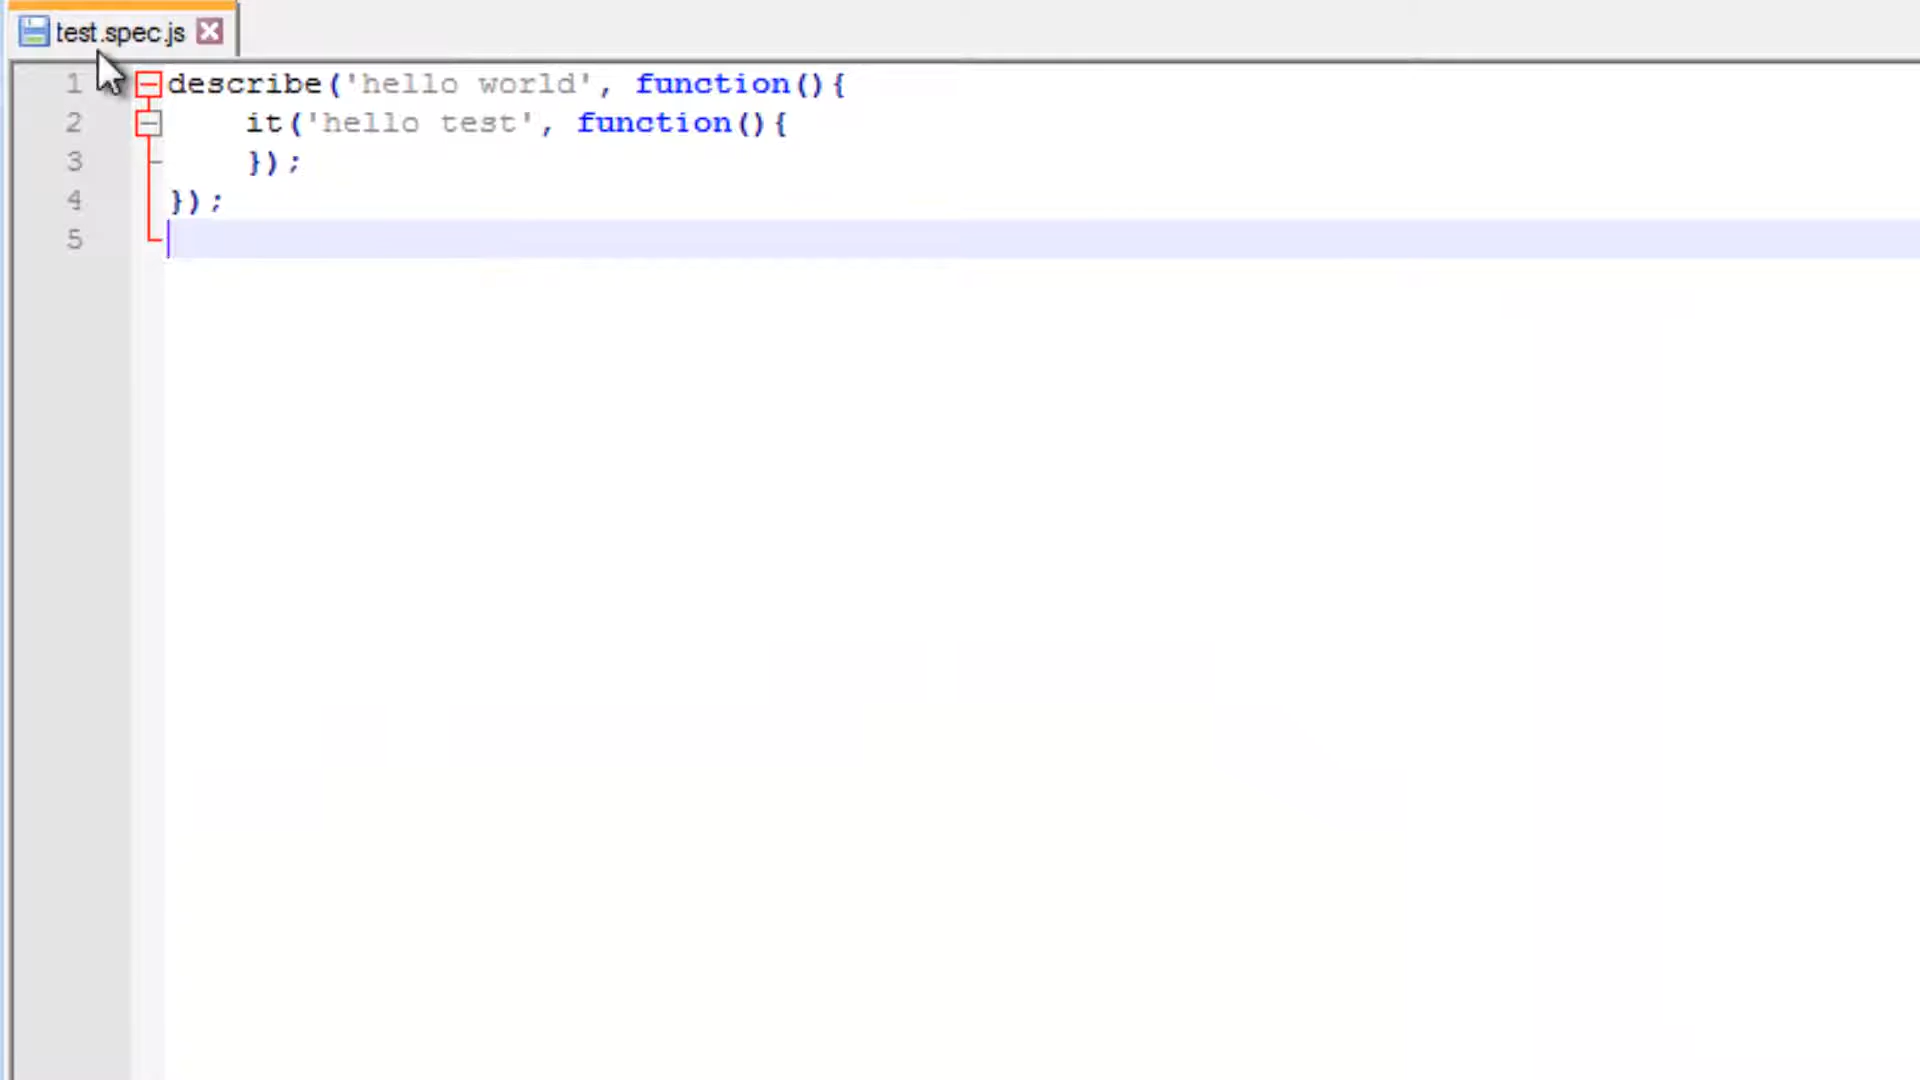 test.spec.js
1 describe('hello world', function(){
2     it('hello test', function(){
3     });
4 });
5